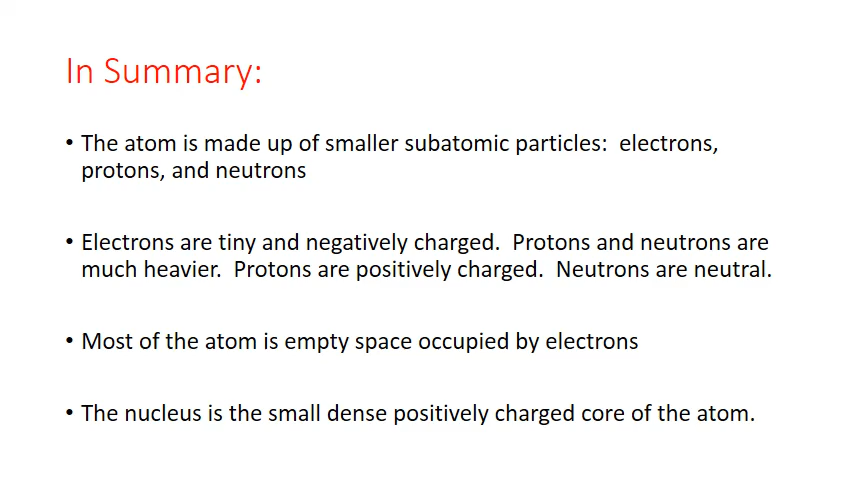 In Summary:
• The atom is made up of smaller subatomic particles:  electrons,
protons, and neutrons
• Electrons are tiny and negatively charged.  Protons and neutrons are
much heavier.  Protons are positively charged.  Neutrons are neutral.
• Most of the atom is empty space occupied by electrons
• The nucleus is the small dense positively charged core of the atom.